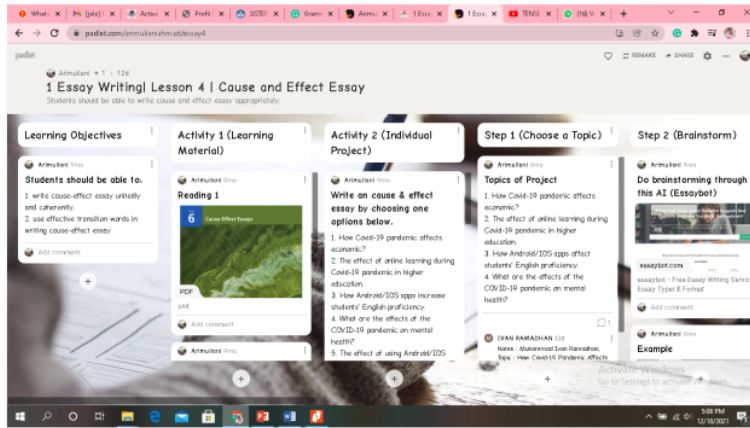 padlet.com/arimulianiahmad/essay4
padlet
REMAKE
SHARE
Arimuliani + 1 • 12d
1 Essay Writing| Lesson 4 | Cause and Effect Essay
Students should be able to write cause and effect essay appropriately.
Learning Objectives
Arimuliani 9mo
Students should be able to:
1. write cause-effect essay unitedly
and coherently.
2. use effective transition words in
writing cause-effect essay
Add comment
Activity 1 (Learning
Material)
Arimuliani 9mo
Reading 1
6
Cause-Effect Essays
PDF
unit
Add comment
Arimuliani 9mo
Activity 2 (Individual
Project)
Arimuliani 9mo
Write an cause & effect
essay by choosing one
options below.
1. How Covid-19 pandemic affects
economic?
2. The effect of online learning during
Covid-19 pandemic in higher
education.
3. How Android/IOS apps increase
students' English proficiency.
4. What are the effects of the
COVID-19 pandemic on mental
health?
5. The effect of using Android/IOS
Step 1 (Choose a Topic)
Arimuliani 9mo
Topics of Project
1. How Covid-19 pandemic affects
economic?
2. The effect of online learning during
Covid-19 pandemic in higher
education.
3. How Android/IOS apps affect
students' English proficiency.
4. What are the effects of the
COVID-19 pandemic on mental
health?
1
IVAN RAMADHAN
Name : Muhammad Ivan Ramadhan,
Topic : How Covid-19 Pandemic Affects
Step 2 (Brainstorm)
Arimuliani 9mo
Do brainstorming through
this AI (Essaybot)
essaybot.com
essaybot - Free Essay Writing Servic
Essay Typer & Format
Add comment
Arimuliani 9mo
Example
Activate Windows
Go to Settings to activate Windows.
5:08 PM
12/18/2021